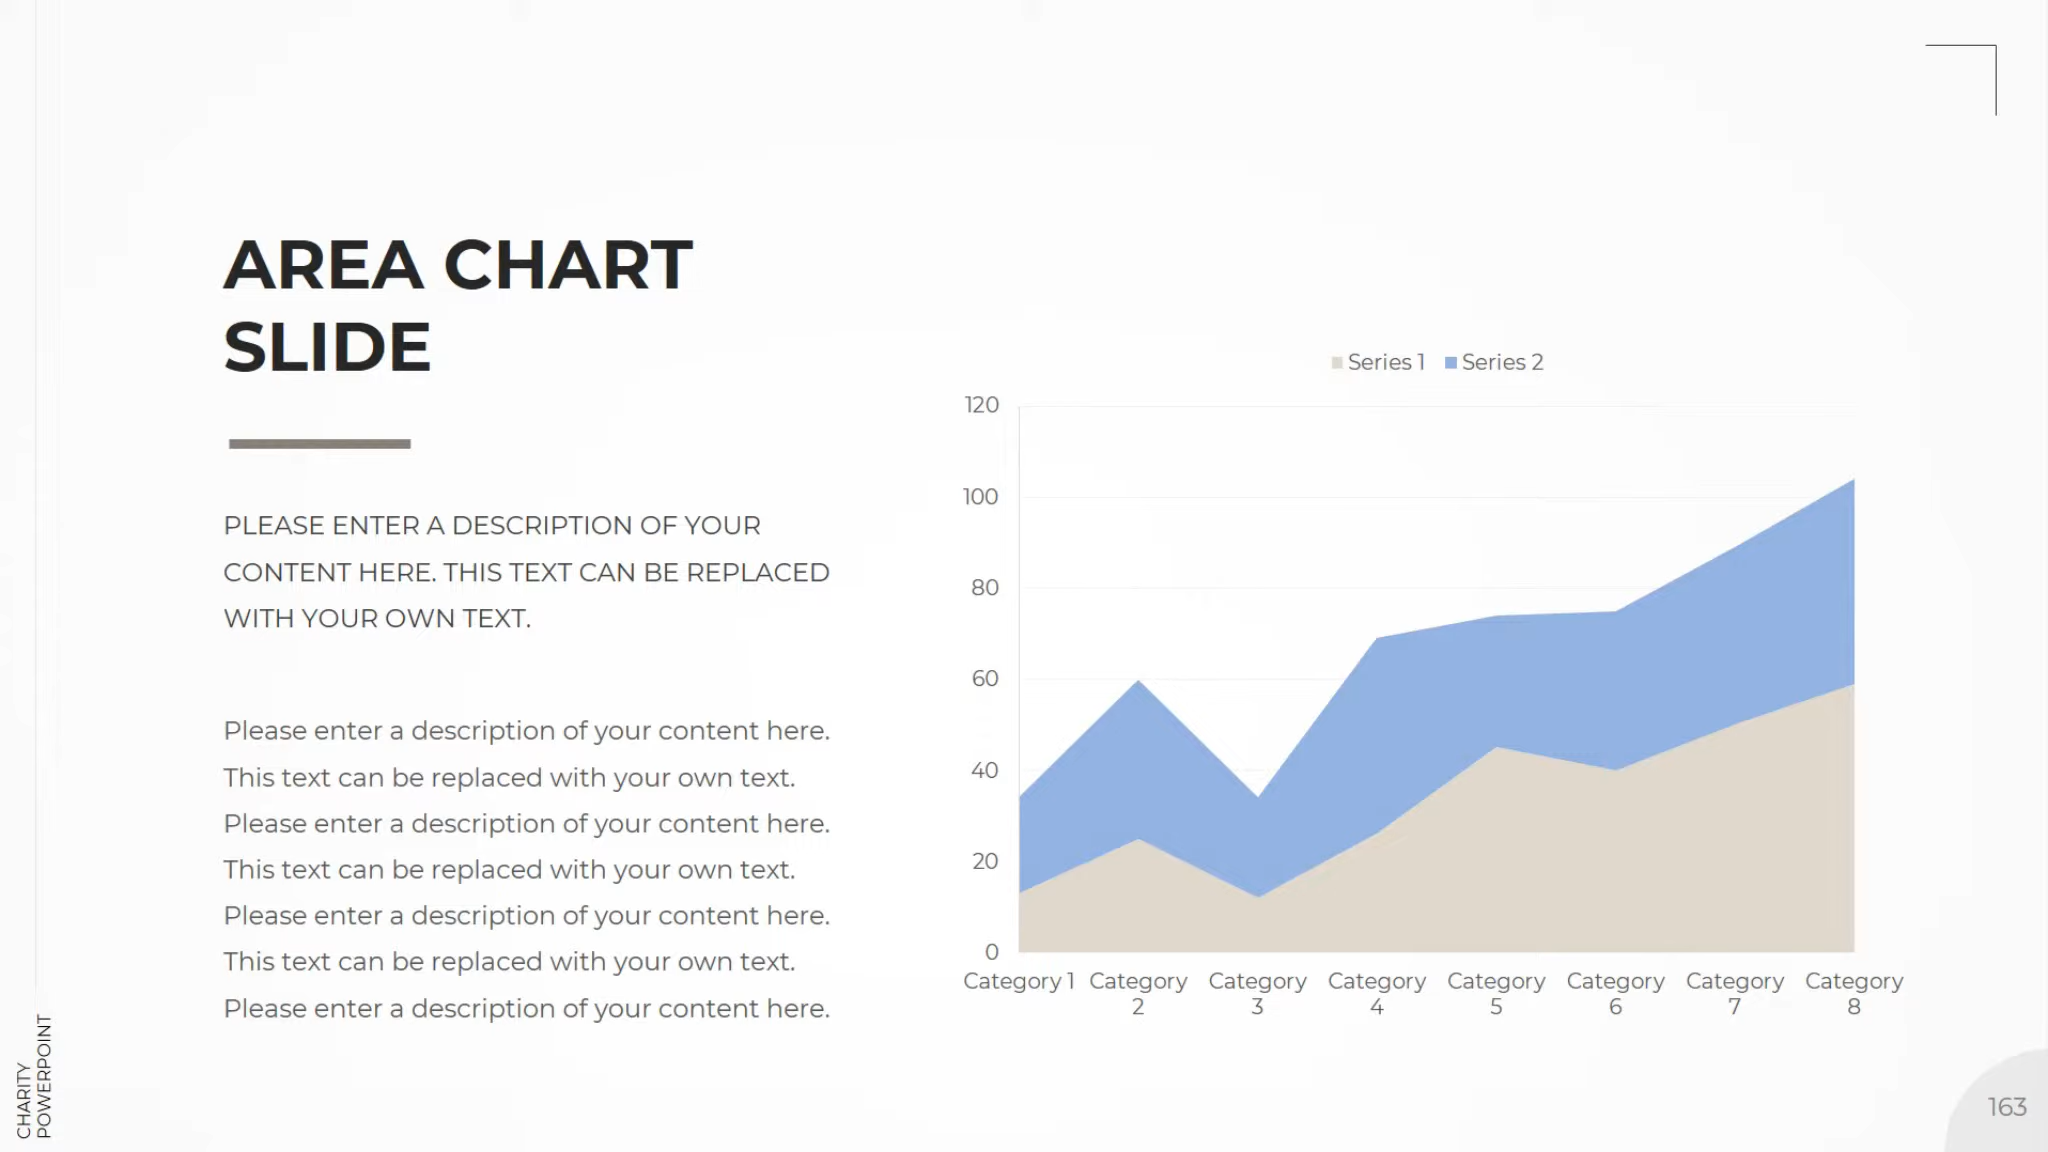 AREA CHART
SLIDE
PLEASE ENTER A DESCRIPTION OF YOUR
CONTENT HERE. THIS TEXT CAN BE REPLACED
WITH YOUR OWN TEXT.
Please enter a description of your content here.
This text can be replaced with your own text.
Please enter a description of your content here.
This text can be replaced with your own text.
Please enter a description of your content here.
This text can be replaced with your own text.
Please enter a description of your content here.
Series 1 Series 2
120
100
80
60
40
20
0
Category 1 Category 2 Category 3 Category 4 Category 5 Category 6 Category 7 Category 8
CHARITY
POWERPOINT
163